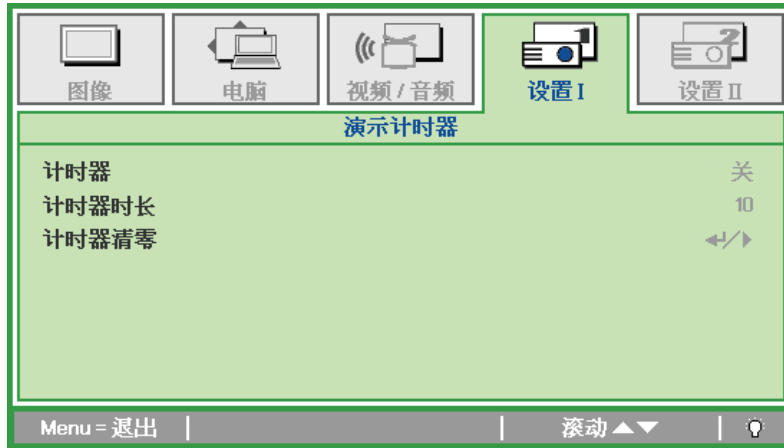 图像
电脑
视频 / 音频
设置 I
设置 II
演示计时器
计时器 关
计时器时长 10
计时器清零 ↵/▶
Menu = 退出 滚动▲▼